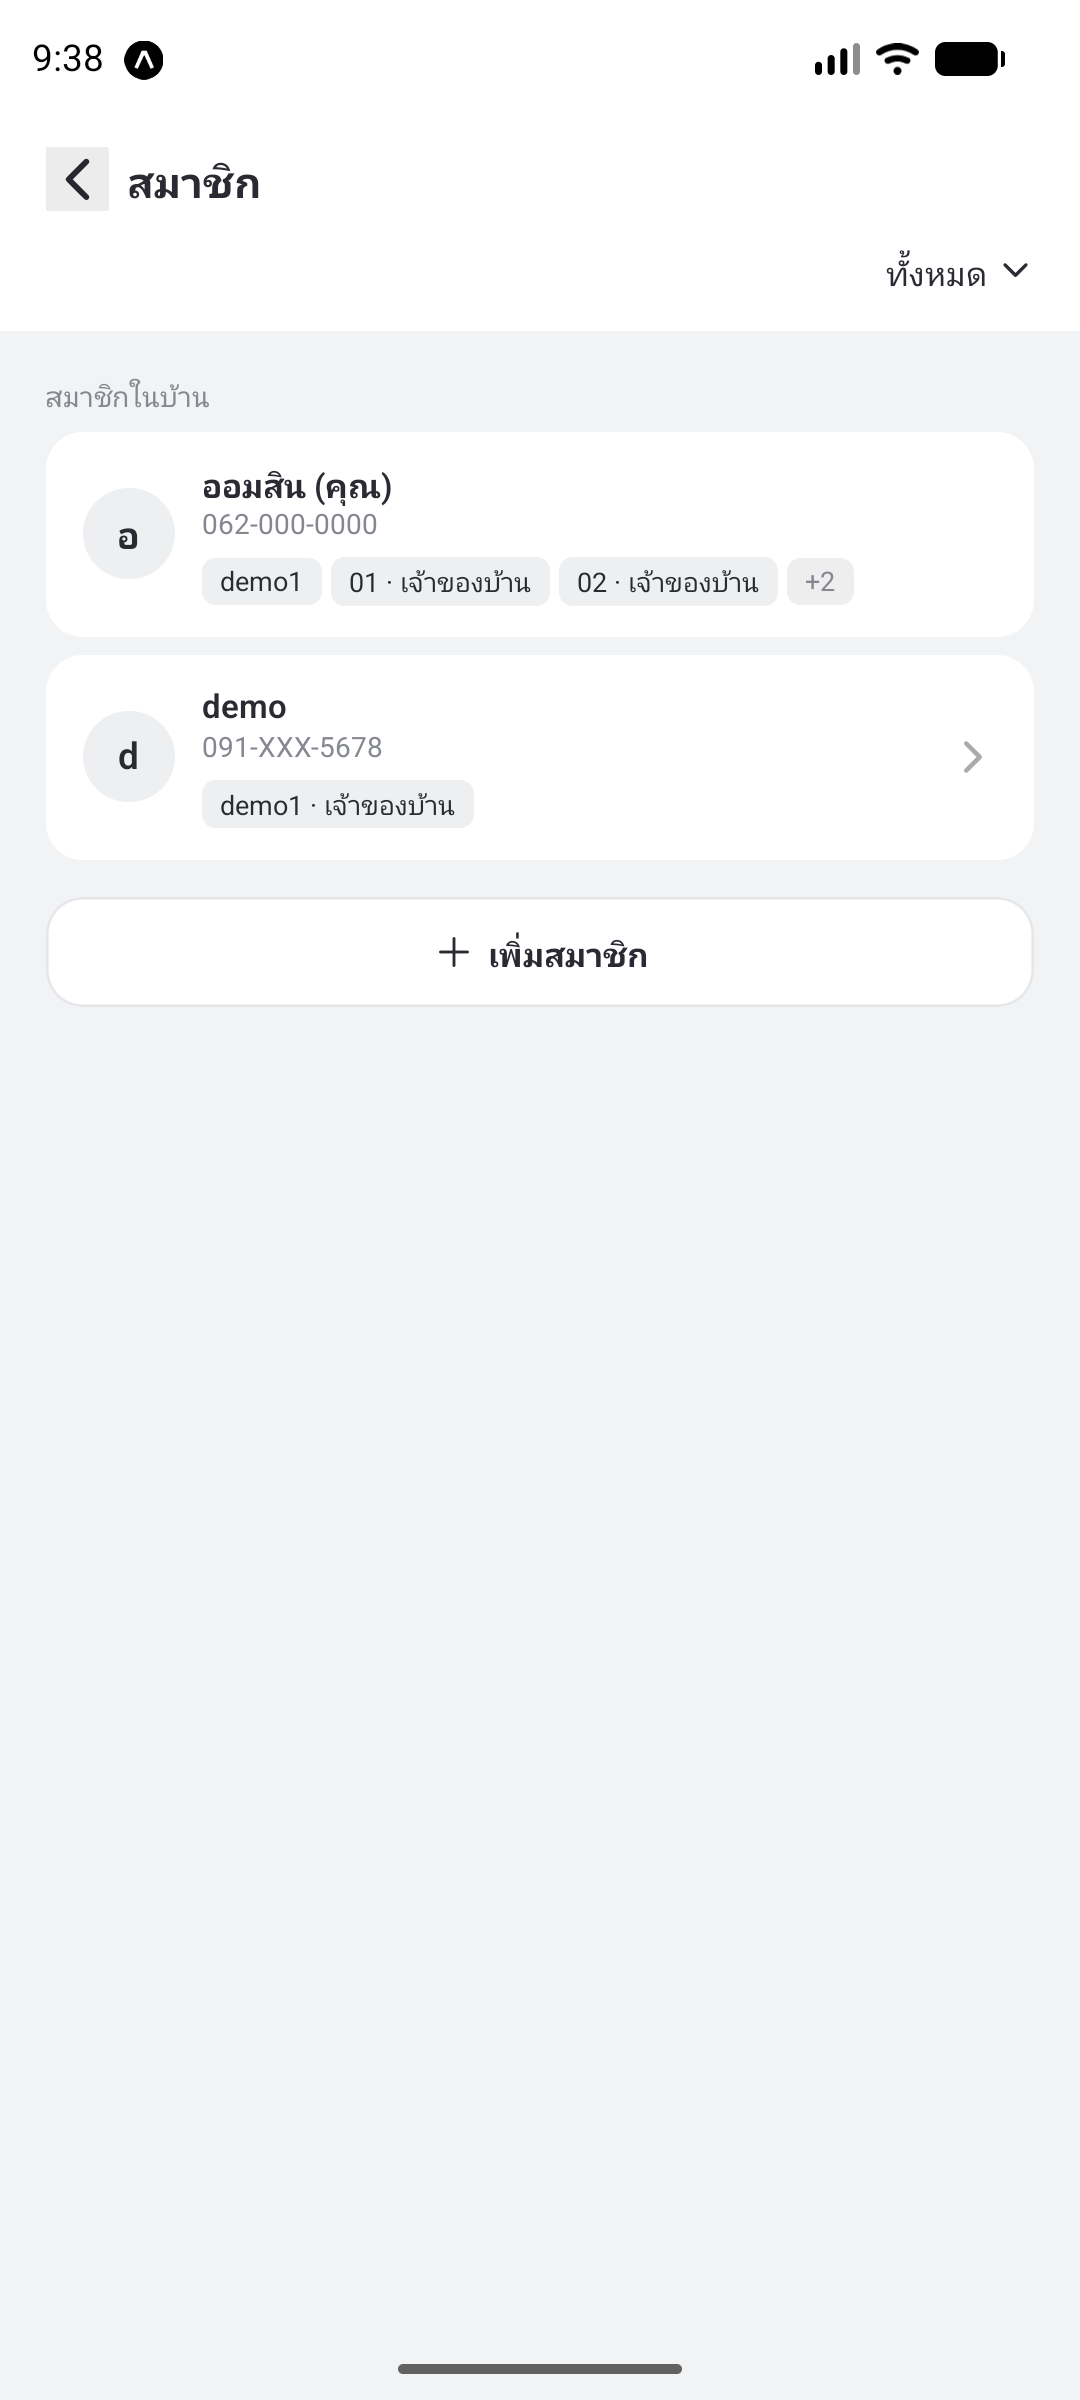 9:38
สมาชิก
ทั้งหมด
สมาชิกในบ้าน
อ
ออมสิน (คุณ)
062-000-0000
demo1 01 · เจ้าของบ้าน 02 · เจ้าของบ้าน +2
d
demo
091-XXX-5678
demo1 · เจ้าของบ้าน
เพิ่มสมาชิก